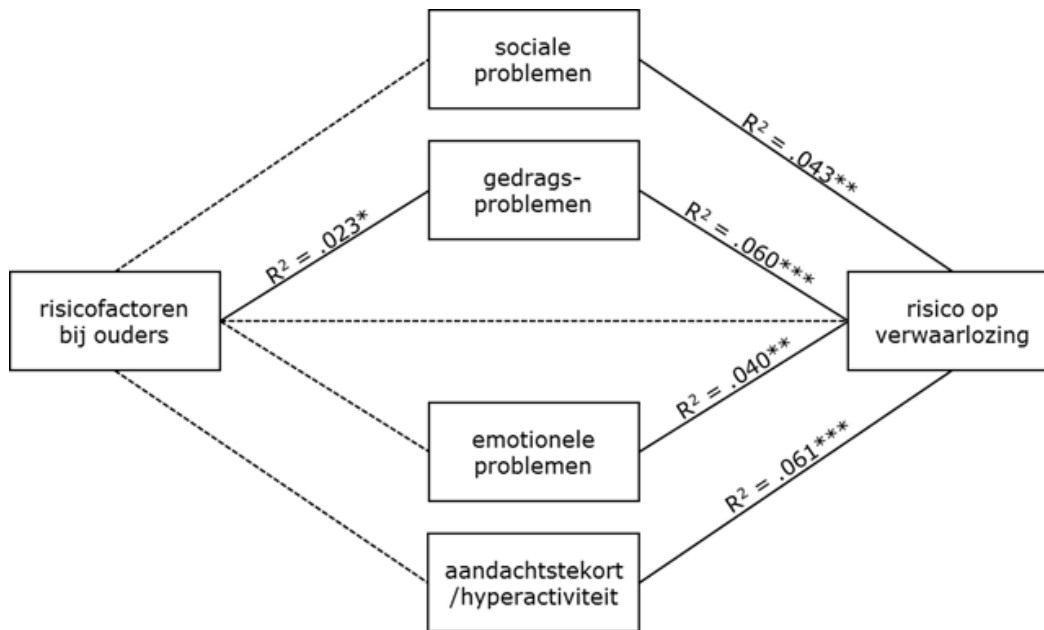 sociale
problemen
R² = .043**
gedrags-
problemen
R² = .023*
R² = .060***
risicofactoren
bij ouders
risico op
verwaarlozing
R² = .040**
emotionele
problemen
R² = .061***
aandachtstekort
/hyperactiviteit